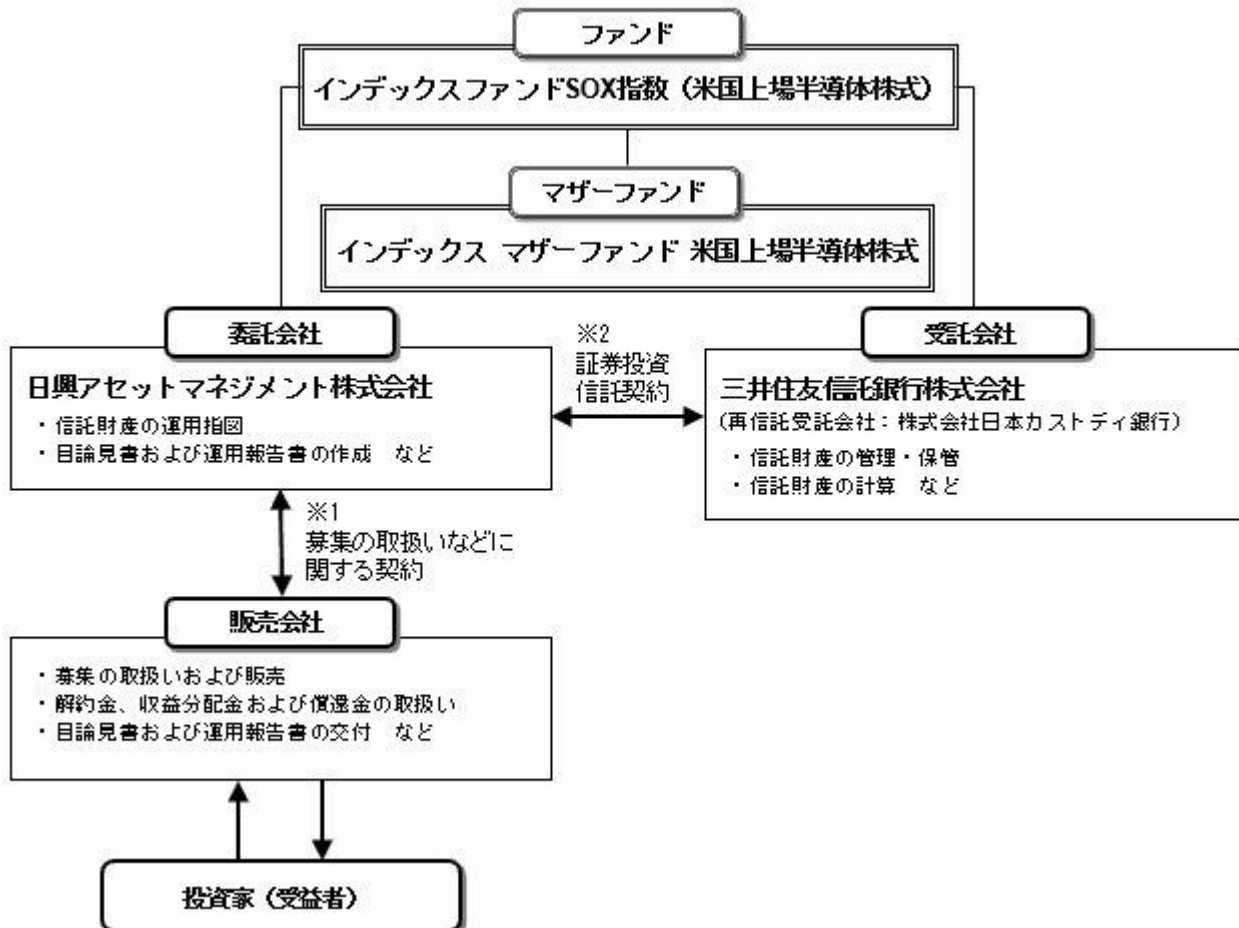 ファンド
インデックスファンドSOX指数（米国上場半導体株式）
マザーファンド
インデックス マザーファンド 米国上場半導体株式
委託会社
日興アセットマネジメント株式会社
・信託財産の運用指図
・目論見書および運用報告書の作成　など
※2
証券投資
信託契約
受託会社
三井住友信託銀行株式会社
（再信託受託会社：株式会社日本カストディ銀行）
・信託財産の管理・保管
・信託財産の計算　など
※1
募集の取扱いなどに
関する契約
販売会社
・募集の取扱いおよび販売
・解約金、収益分配金および償還金の取扱い
・目論見書および運用報告書の交付　など
投資家（受益者）